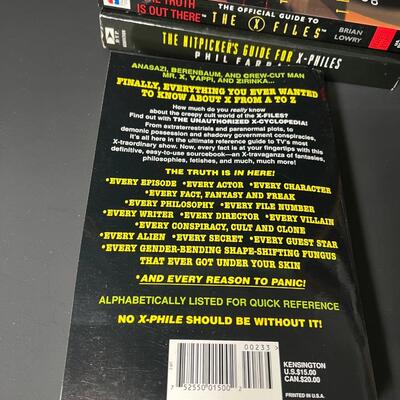 THE TRUTH
IS OUT THERE™
THE OFFICIAL GUIDE TO
THE X FILES™
BRIAN
LOWRY
THE NITPICKER'S GUIDE FOR X-PHILES
ANASAZI, BERENBAUM, AND CREW-CUT MAN
MR. X, YAPPI, AND ZIRINKA...
FINALLY, EVERYTHING YOU EVER WANTED
TO KNOW ABOUT X FROM A TO Z
How much do you really know
about the creepy cult world of the X-FILES?
Find out with THE UNAUTHORIZED X-CYCLOPEDIA!
From extraterrestrials and paranormal plots, to
demonic possession and shadowy government conspiracies,
it's all here in the ultimate reference guide to TV's most
X-traordinary show. Now, every fact is at your fingertips with this
definitive, easy-to-use sourcebook—an X-travaganza of fantasies,
philosophies, fetishes, and much, much more!
THE TRUTH IS IN HERE!
•EVERY EPISODE •EVERY ACTOR •EVERY CHARACTER
•EVERY FACT, FANTASY AND FREAK
•EVERY PHILOSOPHY •EVERY FILE NUMBER
•EVERY WRITER •EVERY DIRECTOR •EVERY VILLAIN
•EVERY CONSPIRACY, CULT AND CLONE
•EVERY ALIEN •EVERY SECRET •EVERY GUEST STAR
•EVERY GENDER-BENDING SHAPE-SHIFTING FUNGUS
THAT EVER GOT UNDER YOUR SKIN
•AND EVERY REASON TO PANIC!
ALPHABETICALLY LISTED FOR QUICK REFERENCE
NO X-PHILE SHOULD BE WITHOUT IT!
00233
7 52550 01500 2
KENSINGTON
U.S.$15.00
CAN.$20.00
PRINTED IN U.S.A.